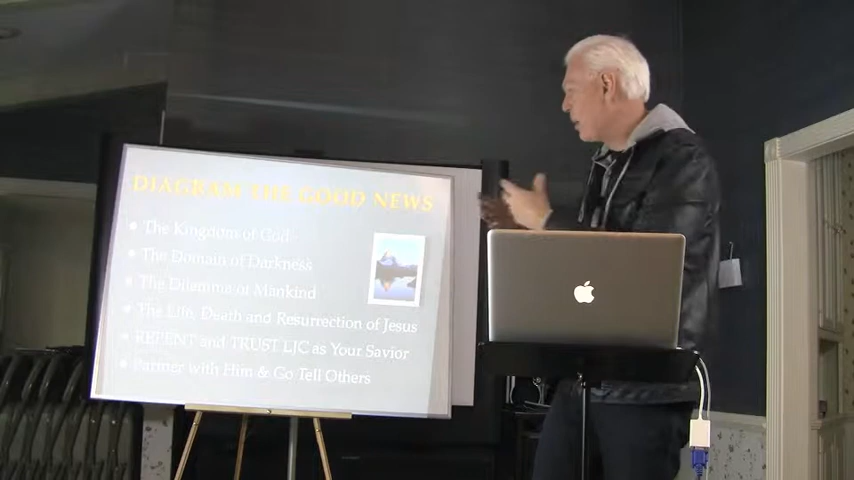 DIAGRAM THE GOOD NEWS
The Kingdom of God
The Domain of Darkness
The Dilemma of Mankind
The Life, Death and Resurrection of Jesus
REPENT and TRUST LJC as Your Savior
Partner with Him & Go Tell Others